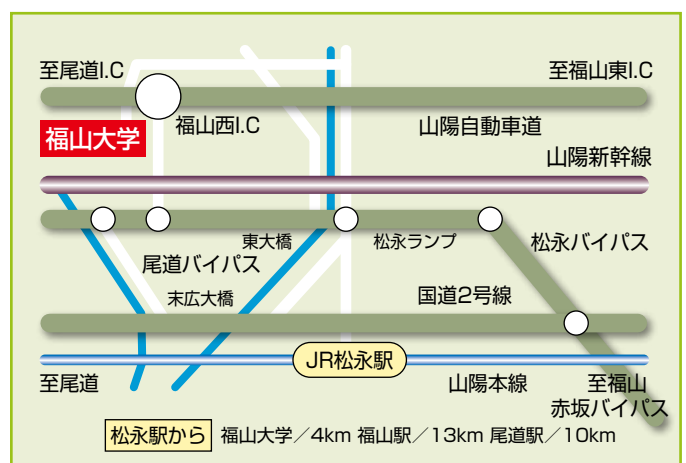 至尾道I.C
至福山東I.C
福山西I.C
山陽自動車道
福山大学
山陽新幹線
東大橋
松永ランプ
松永バイパス
尾道バイパス
末広大橋
国道2号線
JR松永駅
至尾道
山陽本線
至福山
赤坂バイパス
松永駅から 福山大学／4km 福山駅／13km 尾道駅／10km